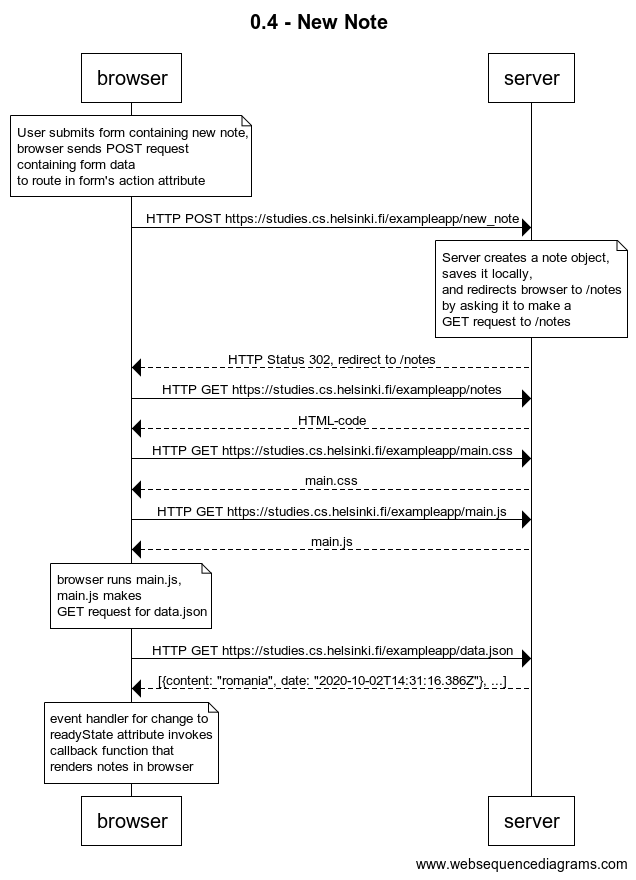 0.4 - New Note
browser
server
User submits form containing new note,
browser sends POST request
containing form data
to route in form's action attribute
HTTP POST https://studies.cs.helsinki.fi/exampleapp/new_note
Server creates a note object,
saves it locally,
and redirects browser to /notes
by asking it to make a
GET request to /notes
HTTP Status 302, redirect to /notes
HTTP GET https://studies.cs.helsinki.fi/exampleapp/notes
HTML-code
HTTP GET https://studies.cs.helsinki.fi/exampleapp/main.css
main.css
HTTP GET https://studies.cs.helsinki.fi/exampleapp/main.js
main.js
browser runs main.js,
main.js makes
GET request for data.json
HTTP GET https://studies.cs.helsinki.fi/exampleapp/data.json
[{content: "romania", date: "2020-10-02T14:31:16.386Z"}, ...]
event handler for change to
readyState attribute invokes
callback function that
renders notes in browser
browser
server
www.websequencediagrams.com